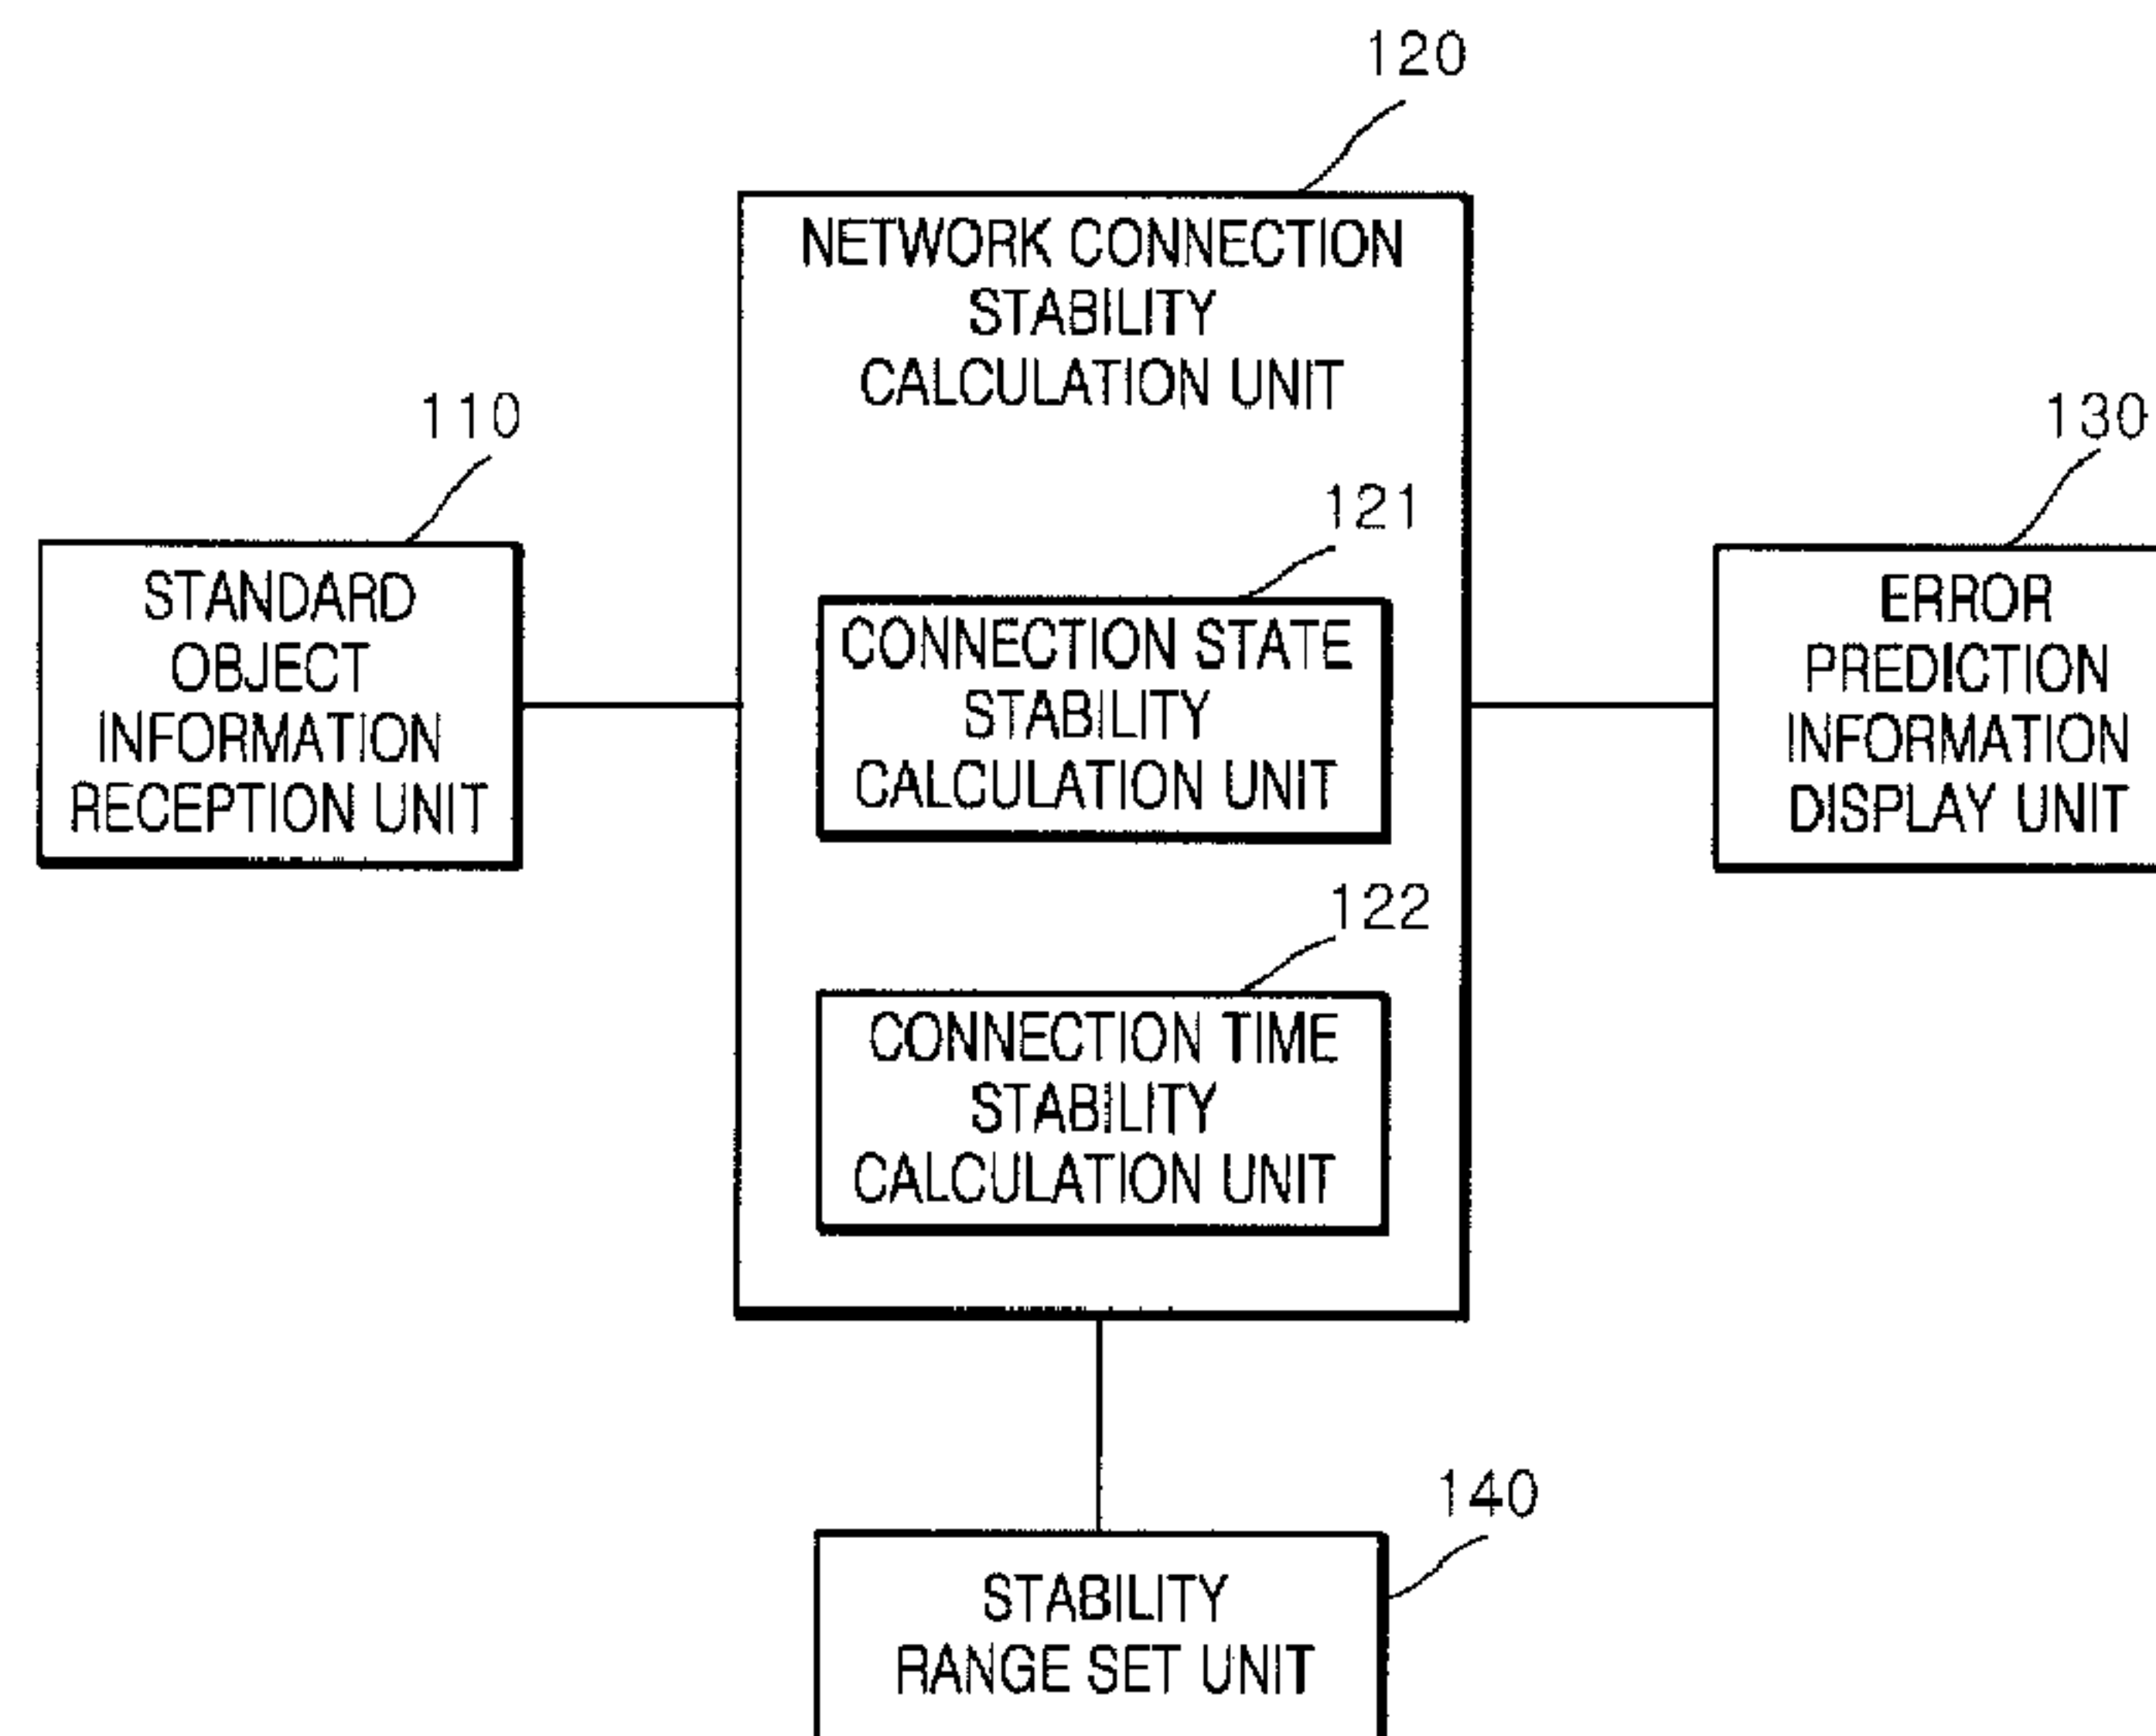 120
NETWORK CONNECTION
STABILITY
CALCULATION UNIT
110
STANDARD
OBJECT
INFORMATION
RECEPTION UNIT
121
CONNECTION STATE
STABILITY
CALCULATION UNIT
122
CONNECTION TIME
STABILITY
CALCULATION UNIT
130
ERROR
PREDICTION
INFORMATION
DISPLAY UNIT
140
STABILITY
RANGE SET UNIT